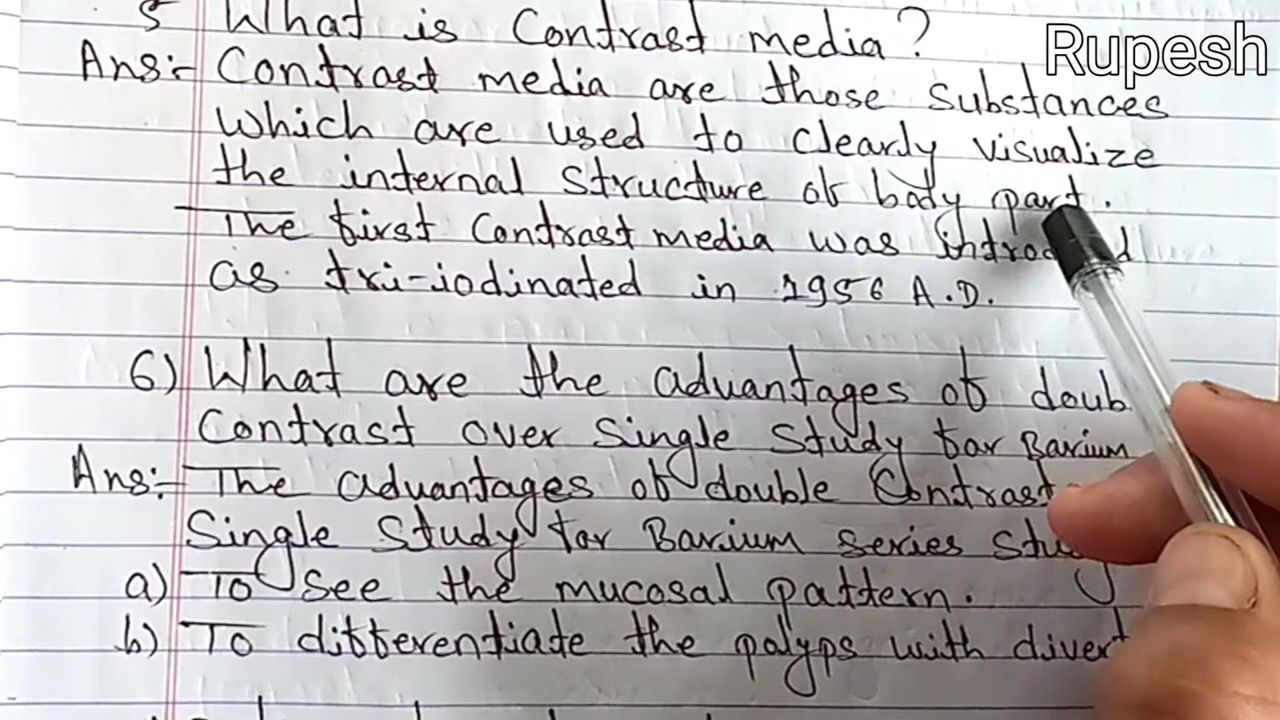 5 What is Contrast media?
Rupesh
Ans:- Contrast media are those substances
which are used to clearly visualize
the internal structure of body part.
The first Contrast media was
as tri-iodinated in 1956 A.D.
6) What are the advantages of doub
Contrast over Single Study for Barium
Ans:- The advantages of double Contrast
Single Study for Barium series
a) To see the mucosal pattern.
b) To differentiate the polyps with